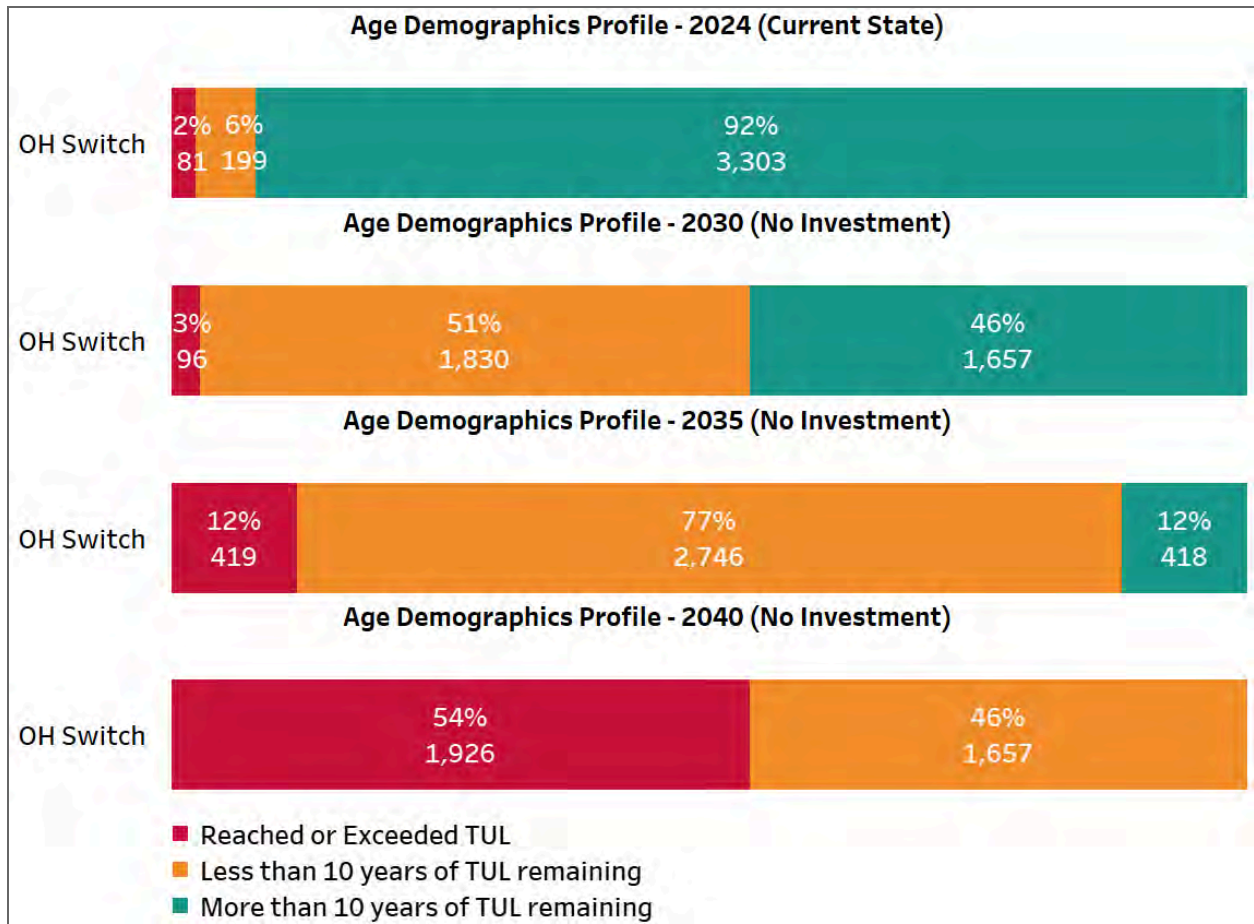 Age Demographics Profile - 2024 (Current State)
OH Switch
2% 6% 92%
81 199 3,303
Age Demographics Profile - 2030 (No Investment)
OH Switch
3% 51% 46%
96 1,830 1,657
Age Demographics Profile - 2035 (No Investment)
OH Switch
12% 77% 12%
419 2,746 418
Age Demographics Profile - 2040 (No Investment)
OH Switch
54% 46%
1,926 1,657
Reached or Exceeded TUL
Less than 10 years of TUL remaining
More than 10 years of TUL remaining